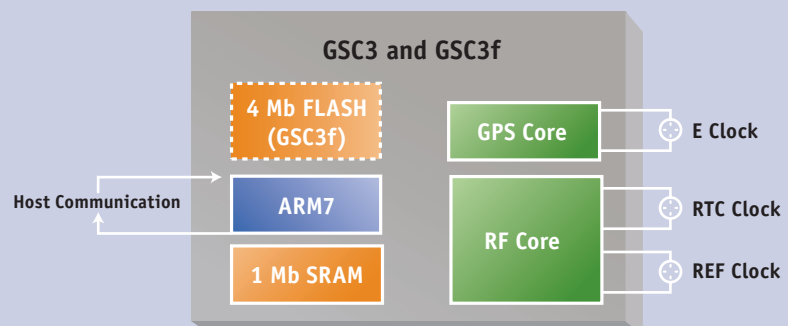 GSC3 and GSC3f
4 Mb FLASH
(GSC3f)
GPS Core
E Clock
Host Communication
ARM7
RTC Clock
RF Core
1 Mb SRAM
REF Clock